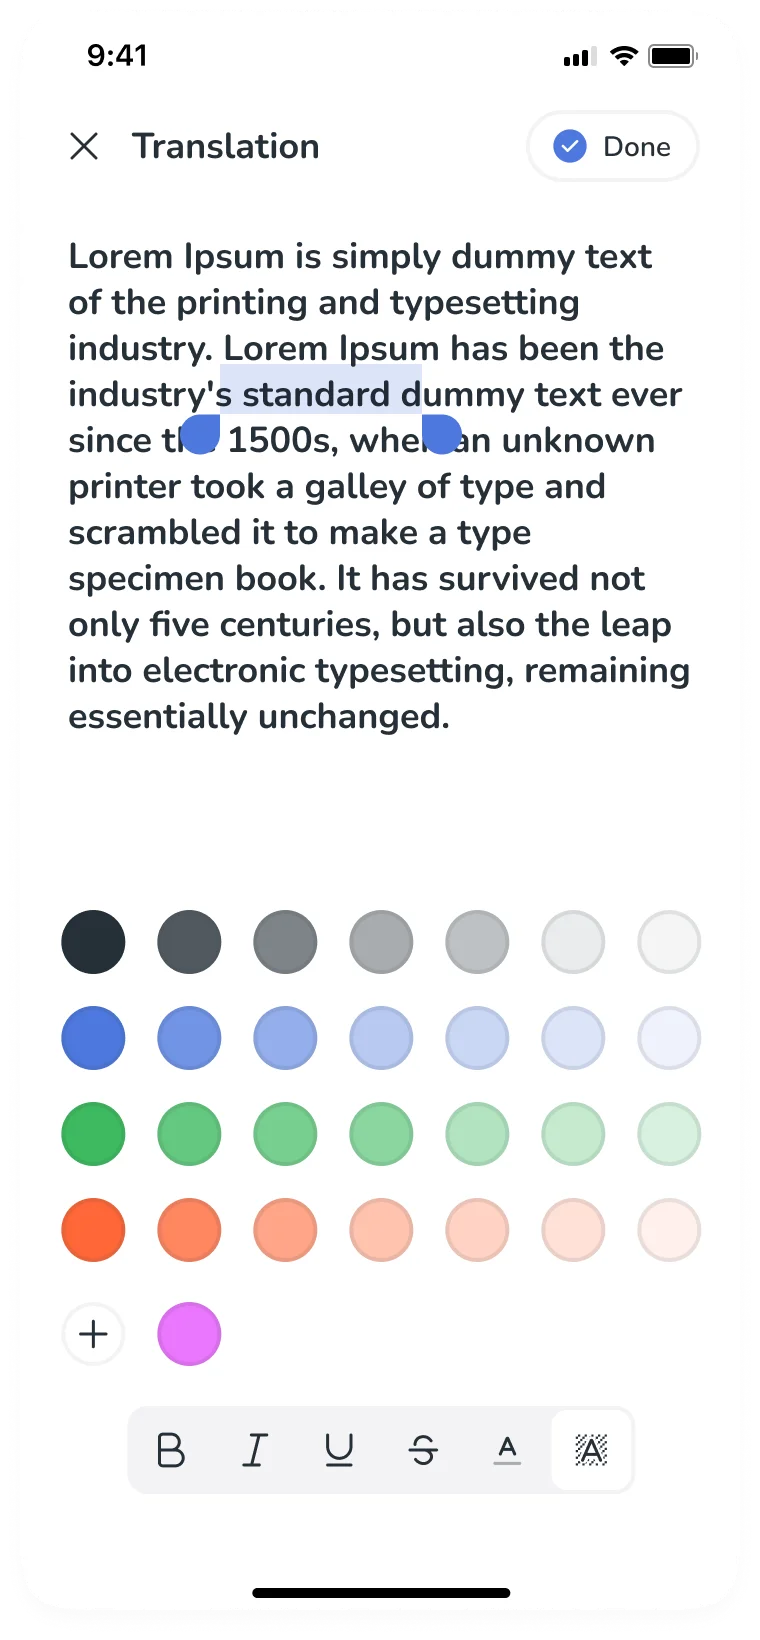 9:41
Translation
Done
Lorem Ipsum is simply dummy text
of the printing and typesetting
industry. Lorem Ipsum has been the
industry's standard dummy text ever
since the 1500s, when an unknown
printer took a galley of type and
scrambled it to make a type
specimen book. It has survived not
only five centuries, but also the leap
into electronic typesetting, remaining
essentially unchanged.
B I U S A A